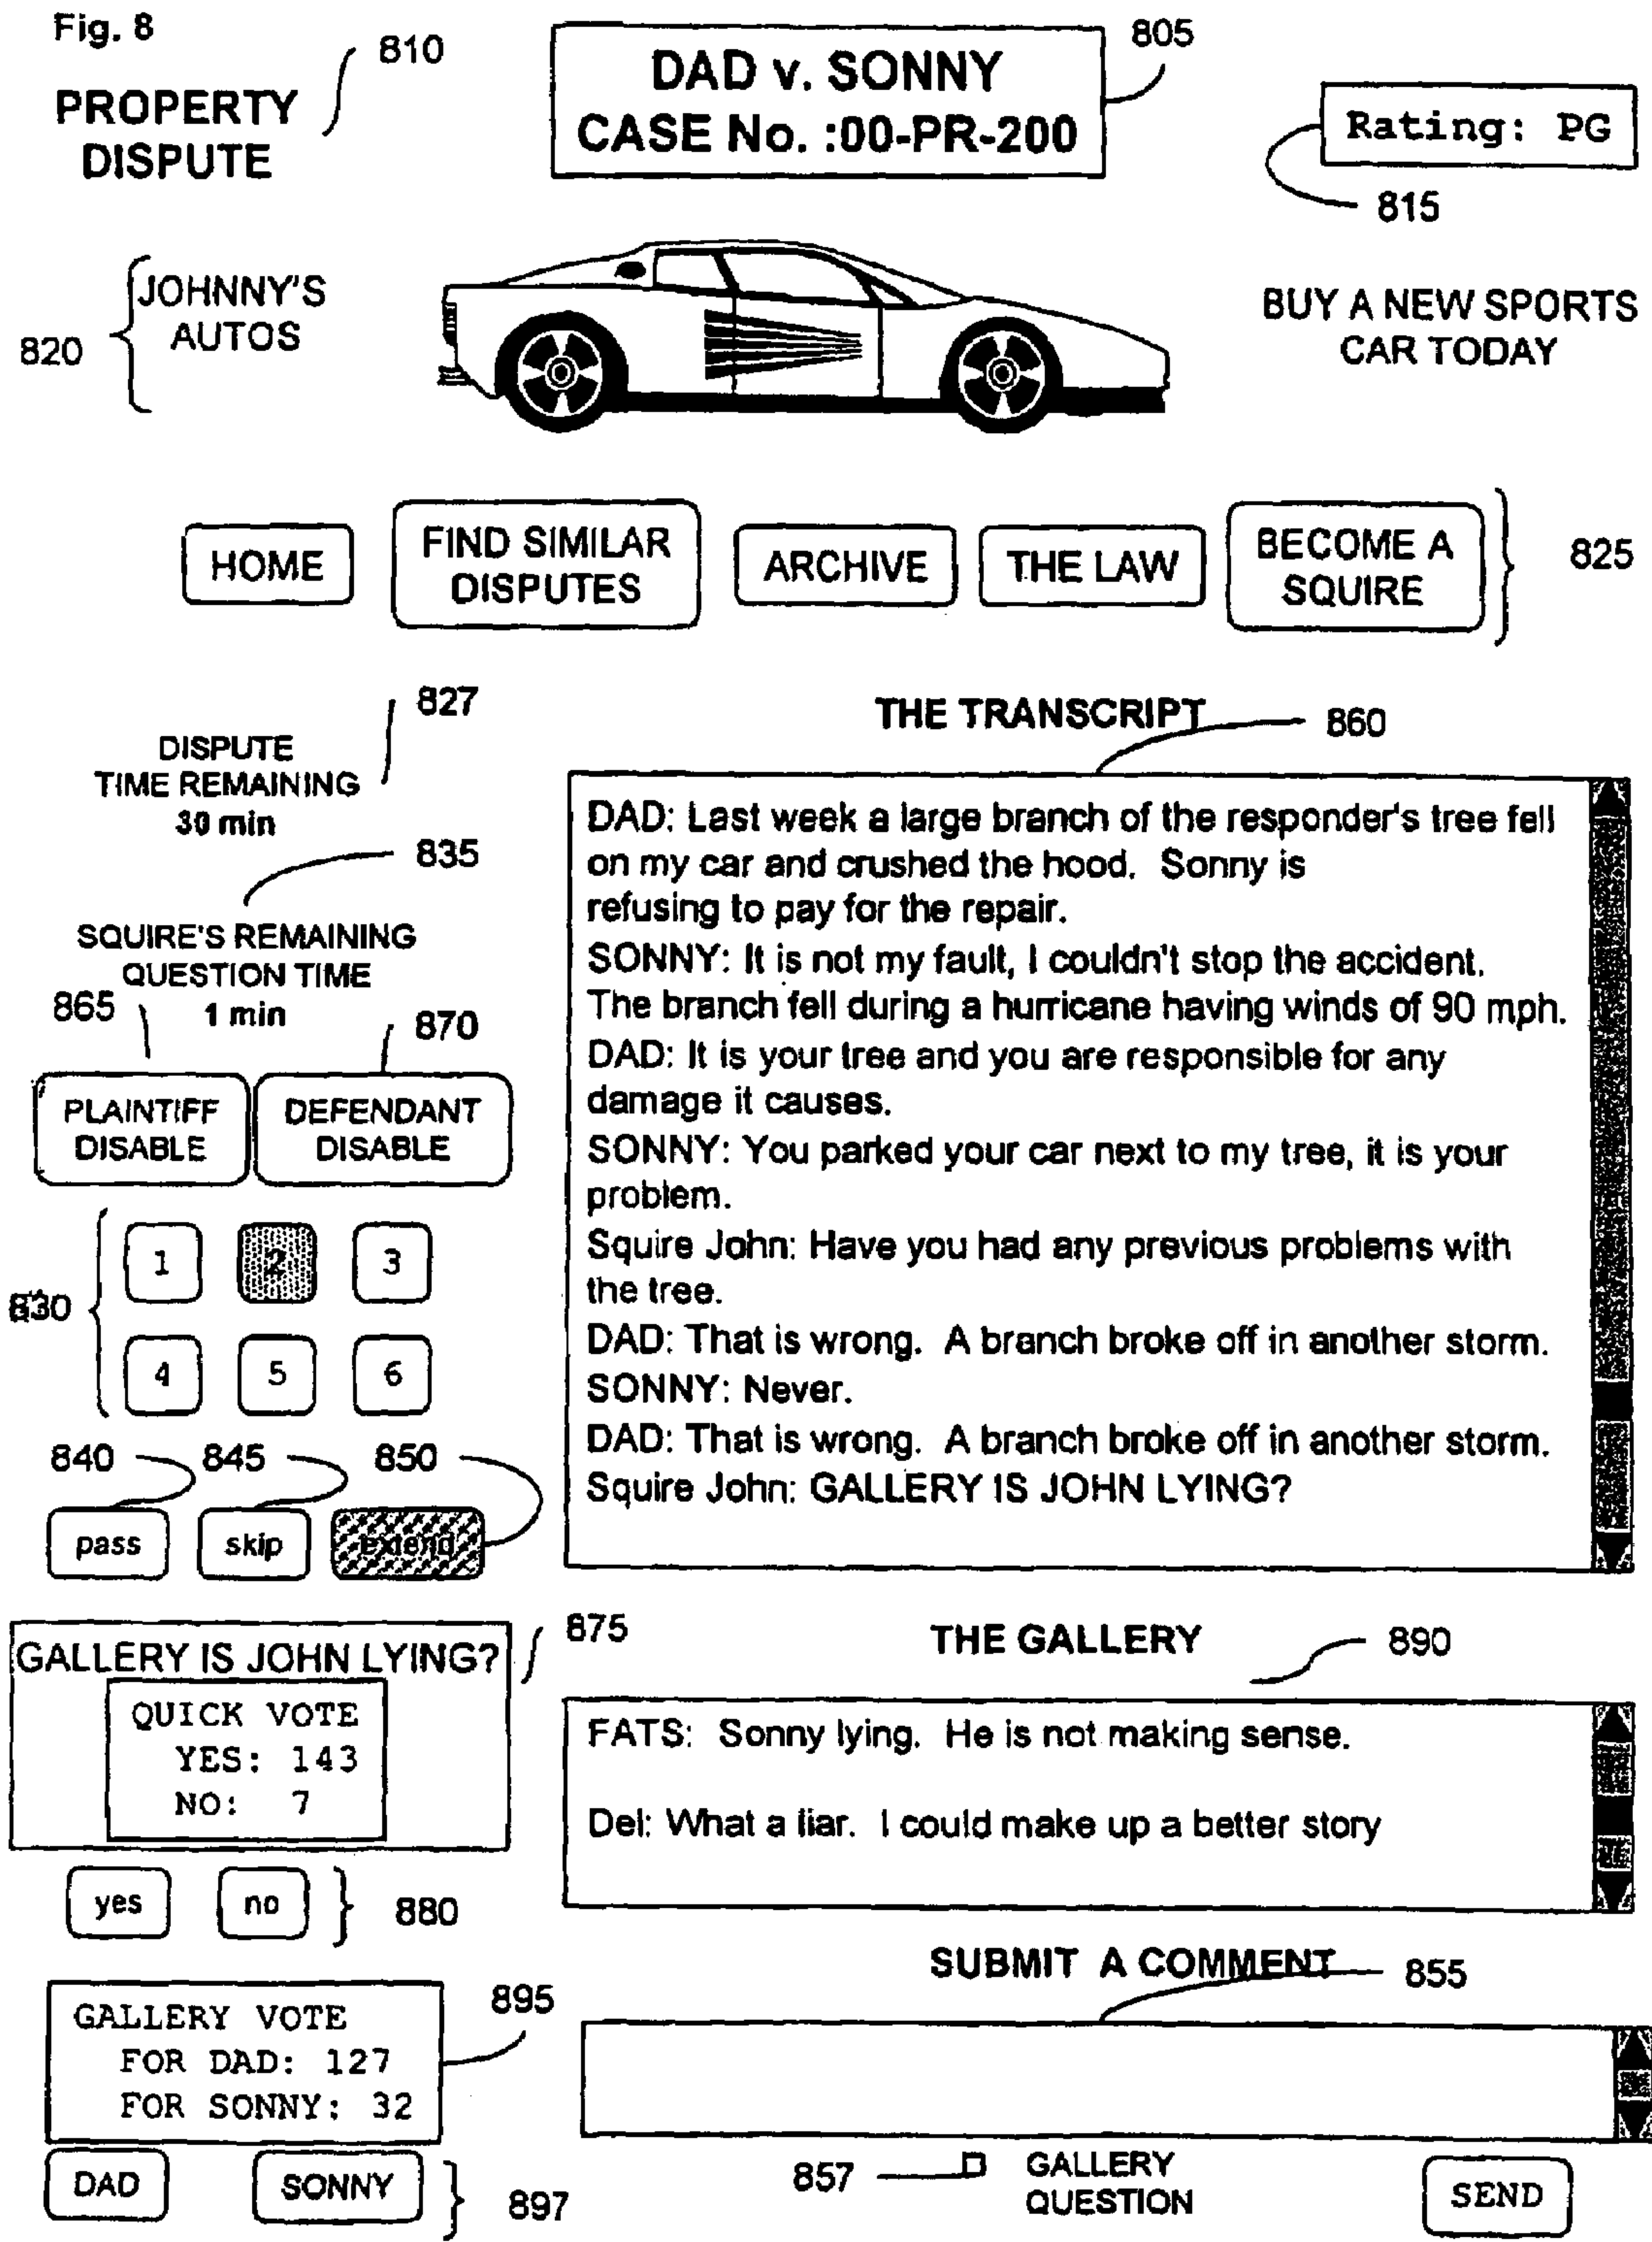 Fig. 8
810
PROPERTY
DISPUTE
DAD v. SONNY
CASE No. :00-PR-200
805
Rating: PG
815
820
JOHNNY'S
AUTOS
BUY A NEW SPORTS
CAR TODAY
HOME
FIND SIMILAR
DISPUTES
ARCHIVE
THE LAW
BECOME A
SQUIRE
825
827
DISPUTE
TIME REMAINING
30 min
835
SQUIRE'S REMAINING
QUESTION TIME
1 min
865
870
PLAINTIFF
DISABLE
DEFENDANT
DISABLE
830
1
2
3
4
5
6
840
845
850
pass
skip
extend
THE TRANSCRIPT
860
DAD: Last week a large branch of the responder's tree fell
on my car and crushed the hood. Sonny is
refusing to pay for the repair.
SONNY: It is not my fault, I couldn't stop the accident.
The branch fell during a hurricane having winds of 90 mph.
DAD: It is your tree and you are responsible for any
damage it causes.
SONNY: You parked your car next to my tree, it is your
problem.
Squire John: Have you had any previous problems with
the tree.
DAD: That is wrong. A branch broke off in another storm.
SONNY: Never.
DAD: That is wrong. A branch broke off in another storm.
Squire John: GALLERY IS JOHN LYING?
GALLERY IS JOHN LYING?
875
QUICK VOTE
YES: 143
NO: 7
yes
no
880
THE GALLERY
890
FATS: Sonny lying. He is not making sense.
Del: What a liar. I could make up a better story
GALLERY VOTE
FOR DAD: 127
FOR SONNY: 32
895
DAD
SONNY
897
SUBMIT A COMMENT
855
857
GALLERY
QUESTION
SEND